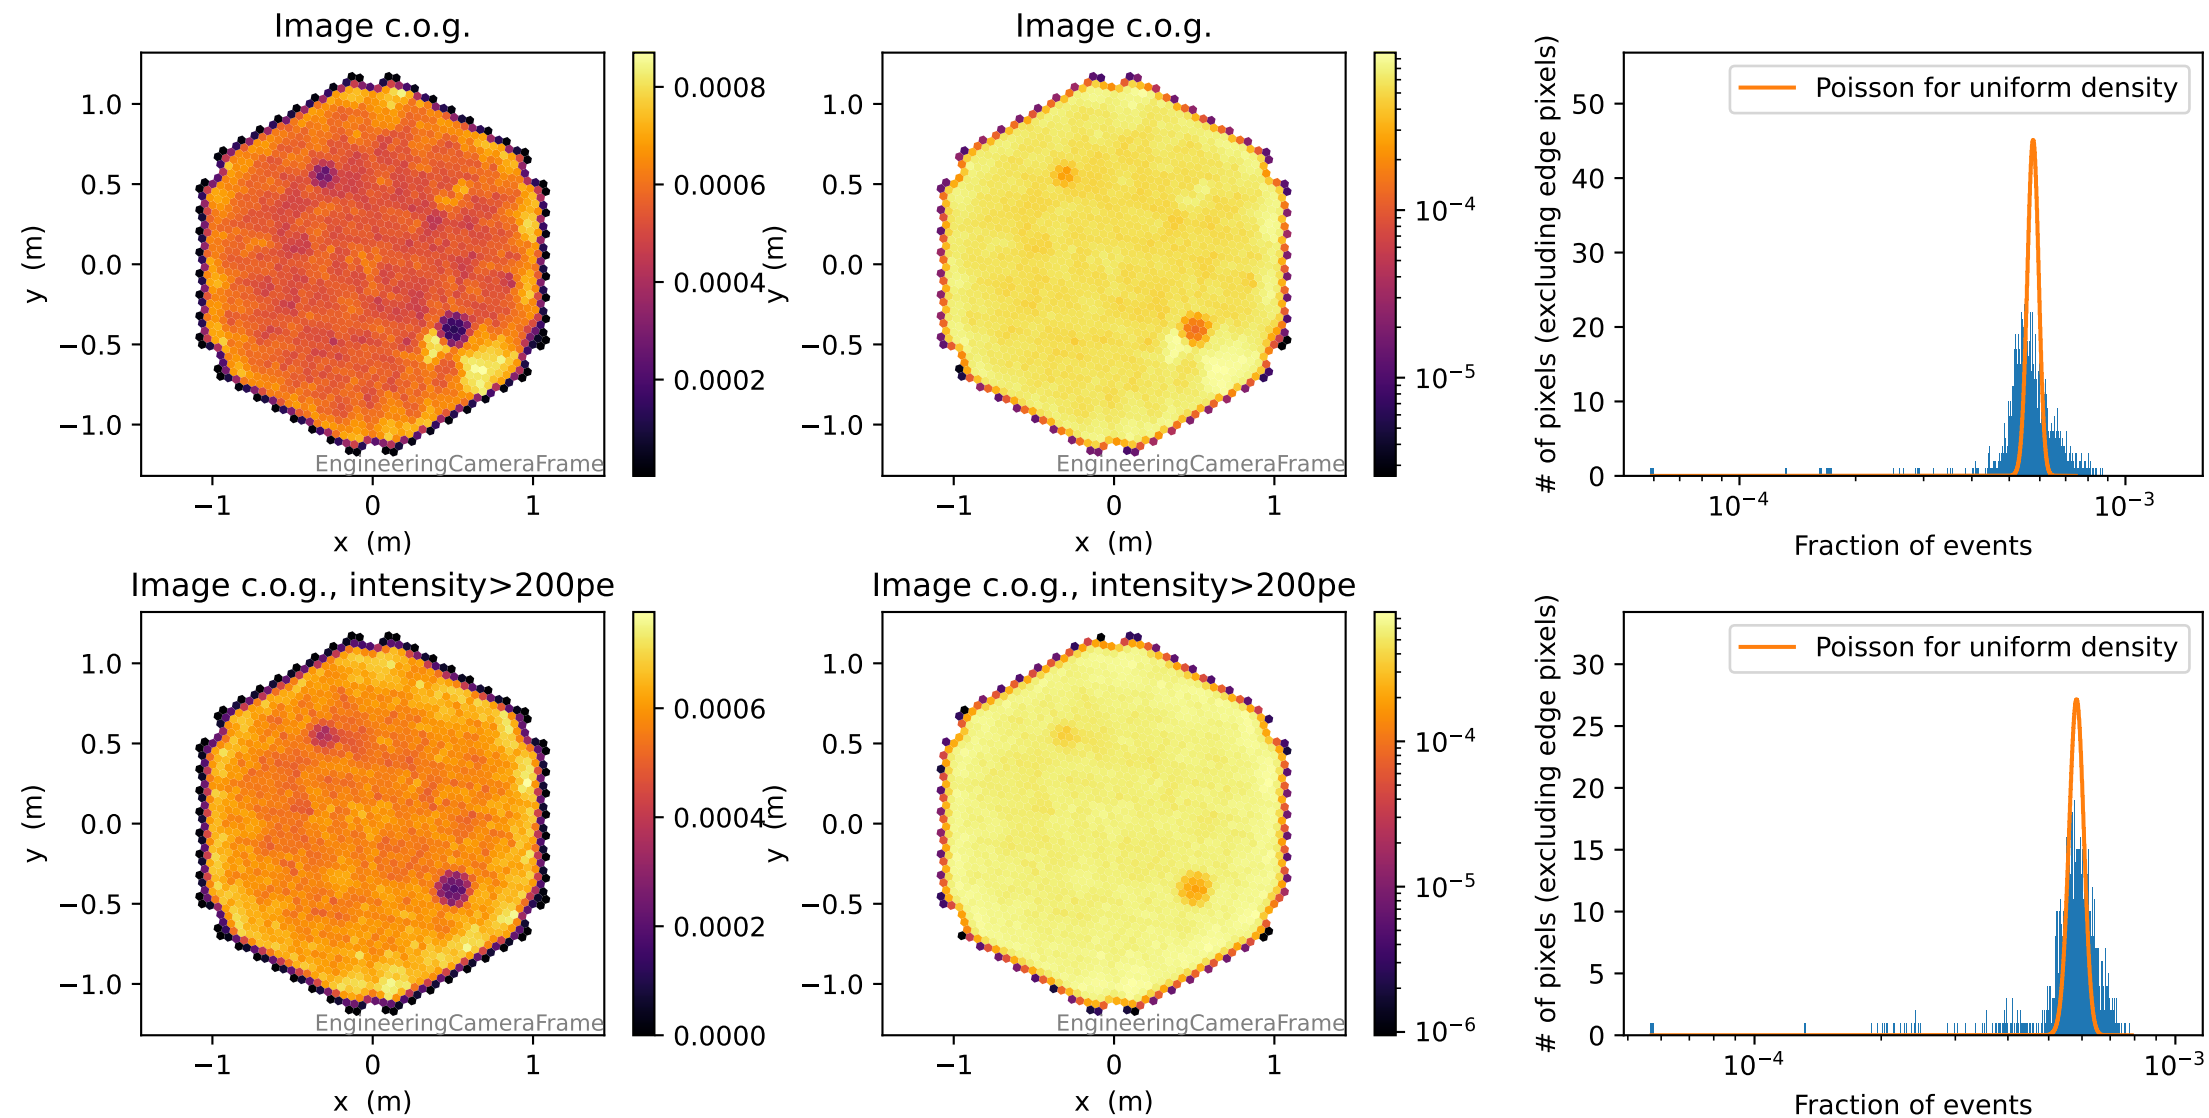 Image c.o.g.
1.0
0.5
0.0
−0.5
−1.0
y (m)
−1
0
1
x (m)
EngineeringCameraFrame
0.0008
0.0006
0.0004
0.0002
Image c.o.g.
1.0
0.5
0.0
−0.5
−1.0
y (m)
−1
0
1
x (m)
EngineeringCameraFrame
10⁻⁴
10⁻⁵
Poisson for uniform density
# of pixels (excluding edge pixels)
50
40
30
20
10
0
10⁻⁴
10⁻³
Fraction of events
Image c.o.g., intensity>200pe
1.0
0.5
0.0
−0.5
−1.0
y (m)
−1
0
1
x (m)
EngineeringCameraFrame
0.0006
0.0004
0.0002
0.0000
Image c.o.g., intensity>200pe
1.0
0.5
0.0
−0.5
−1.0
y (m)
−1
0
1
x (m)
EngineeringCameraFrame
10⁻⁴
10⁻⁵
10⁻⁶
Poisson for uniform density
# of pixels (excluding edge pixels)
30
25
20
15
10
5
0
10⁻⁴
10⁻³
Fraction of events